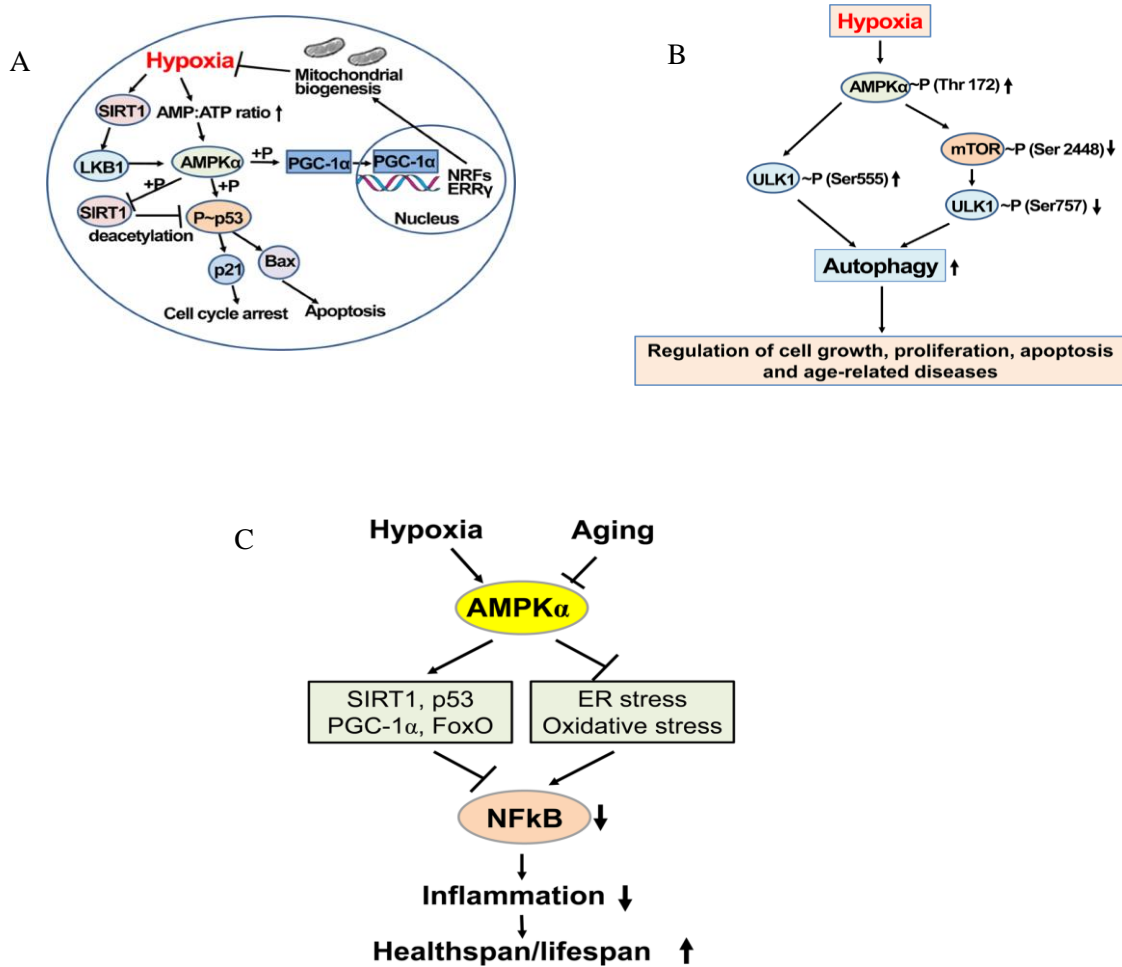 A
Hypoxia
Mitochondrial
biogenesis
SIRT1
AMP:ATP ratio
LKB1
AMPKα
+P
PGC-1α
PGC-1α
NRFs
ERRγ
Nucleus
+P
+P
SIRT1
deacetylation
P~p53
p21
Bax
Cell cycle arrest
Apoptosis
B
Hypoxia
AMPKα~P (Thr 172)
mTOR~P (Ser 2448)
ULK1~P (Ser555)
ULK1~P (Ser757)
Autophagy
Regulation of cell growth, proliferation, apoptosis
and age-related diseases
C
Hypoxia
Aging
AMPKα
SIRT1, p53
PGC-1α, FoxO
ER stress
Oxidative stress
NFkB
Inflammation
Healthspan/lifespan